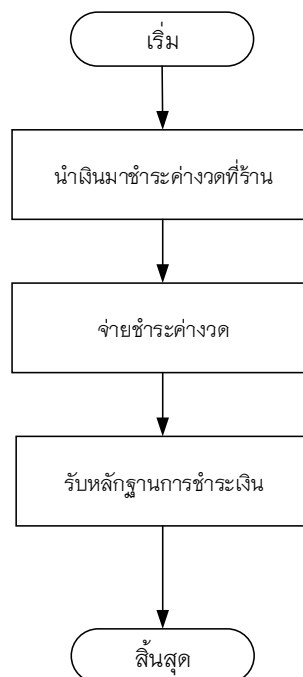 เริ่ม
นำเงินมาชำระค่างวดที่ร้าน
จ่ายชำระค่างวด
รับหลักฐานการชำระเงิน
สิ้นสุด